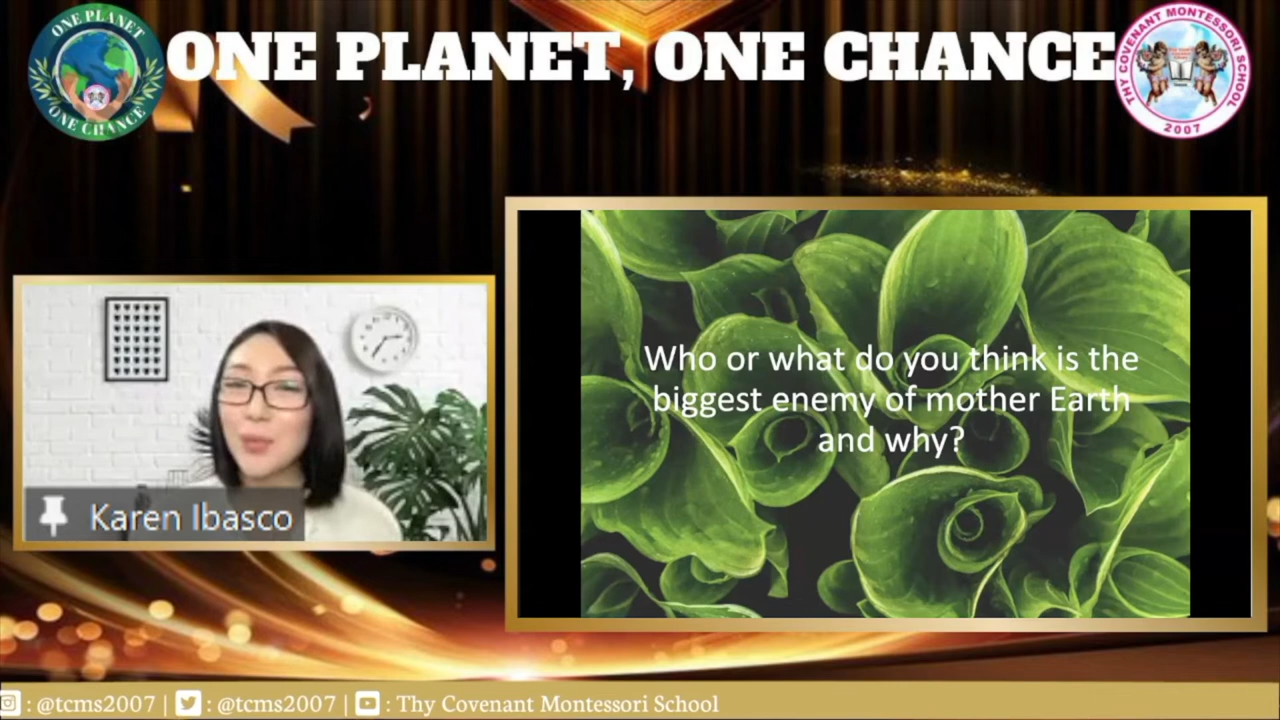 ONE PLANET
ONE CHANCE
ONE PLANET, ONE CHANCE
THY COVENANT MONTESSORI SCHOOL
2007
Karen Ibasco
Who or what do you think is the
biggest enemy of mother Earth
and why?
: @tcms2007 | : @tcms2007 | : Thy Covenant Montessori School